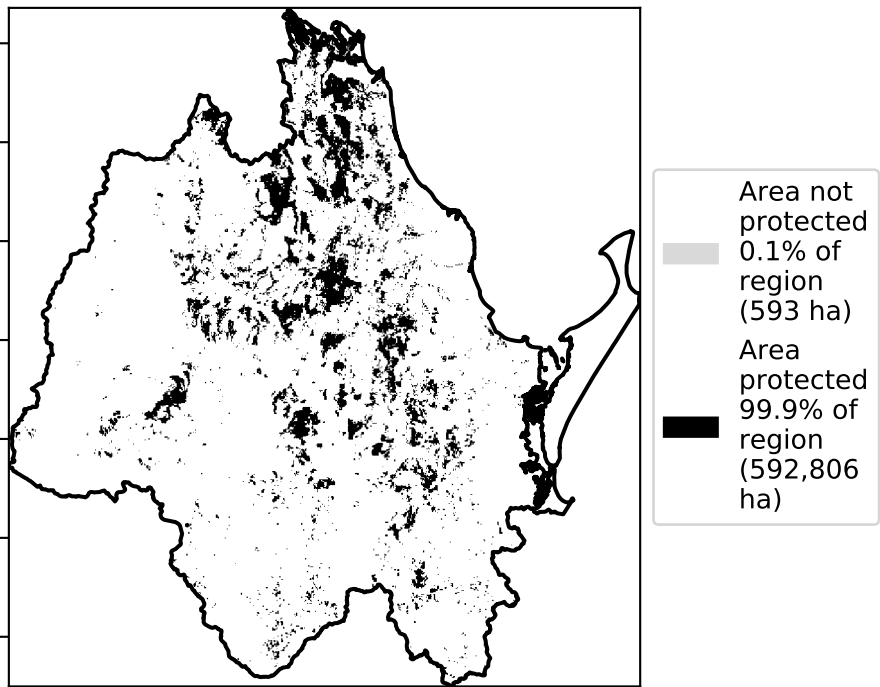 Area not
protected
0.1% of
region
(593 ha)
Area
protected
99.9% of
region
(592,806
ha)